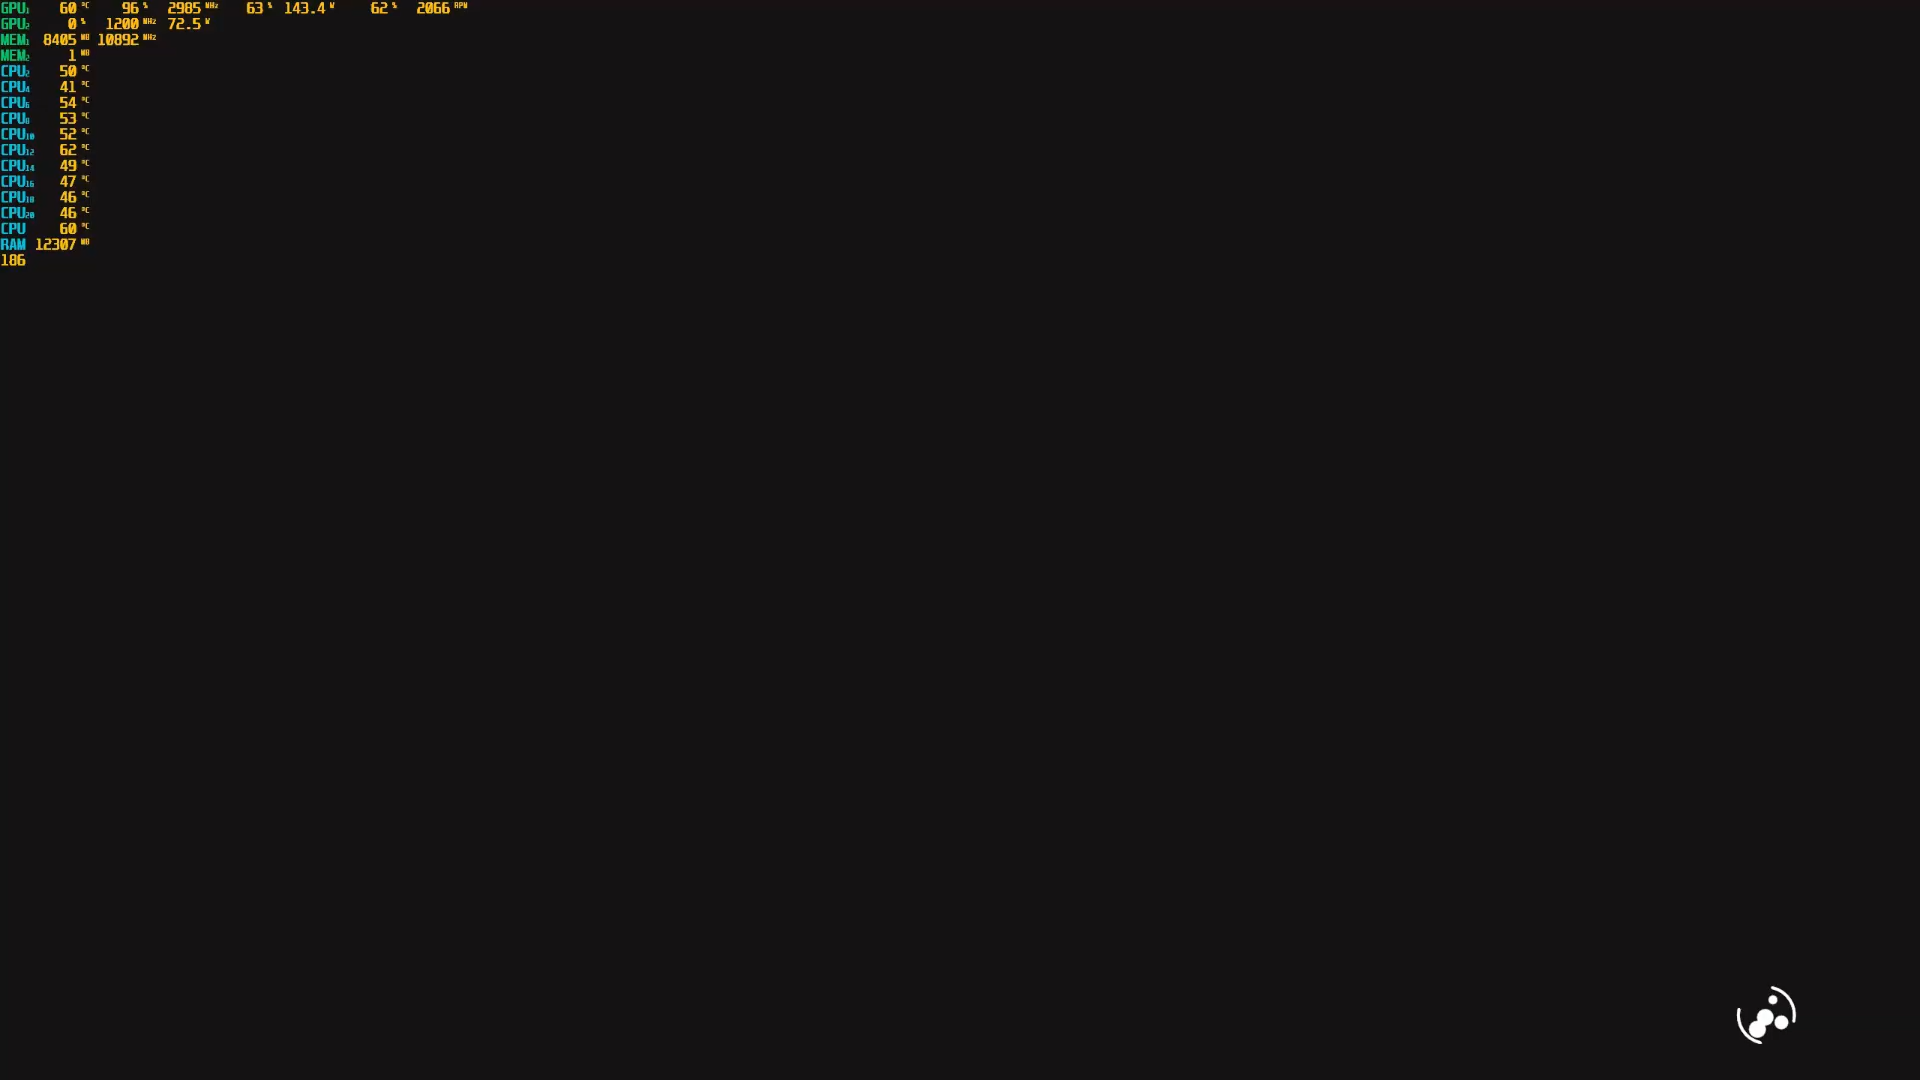 GPU1 60 °C 96 % 2985 MHz 63 % 143.4 W 62 % 2066 RPM
GPU2 0 % 1200 MHz 72.5 W
MEM1 8405 MB 10892 MHz
MEM2 1 MB
CPU2 50 °C
CPU4 41 °C
CPU6 54 °C
CPU8 53 °C
CPU10 52 °C
CPU12 62 °C
CPU14 49 °C
CPU16 47 °C
CPU18 46 °C
CPU20 46 °C
CPU 60 °C
RAM 12307 MB
186